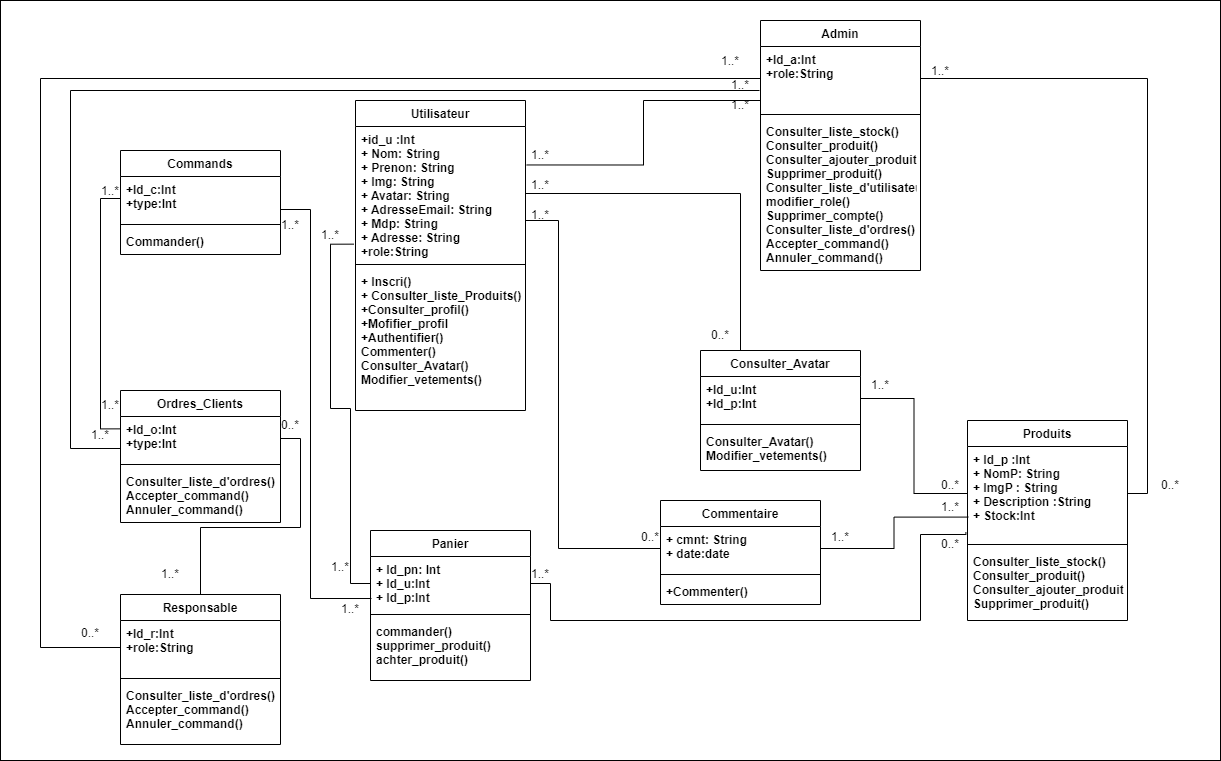 Admin
+Id_a:Int
+role:String
Consulter_liste_stock()
Consulter_produit()
Consulter_ajouter_produit
Supprimer_produit()
Consulter_liste_d'utilisateu
modifier_role()
Supprimer_compte()
Consulter_liste_d'ordres()
Accepter_command()
Annuler_command()
1..*
1..*
1..*
1..*
Utilisateur
+id_u :Int
+ Nom: String
+ Prenon: String
+ Img: String
+ Avatar: String
+ AdresseEmail: String
+ Mdp: String
+ Adresse: String
+role:String
+ Inscri()
+ Consulter_liste_Produits()
+Consulter_profil()
+Mofifier_profil
+Authentifier()
Commenter()
Consulter_Avatar()
Modifier_vetements()
1..*
1..*
1..*
1..*
Commands
+Id_c:Int
+type:Int
Commander()
1..*
1..*
Ordres_Clients
+Id_o:Int
+type:Int
Consulter_liste_d'ordres()
Accepter_command()
Annuler_command()
1..*
1..*
0..*
Consulter_Avatar
+Id_u:Int
+Id_p:Int
Consulter_Avatar()
Modifier_vetements()
0..*
1..*
Produits
+ Id_p :Int
+ NomP: String
+ ImgP : String
+ Description :String
+ Stock:Int
Consulter_liste_stock()
Consulter_produit()
Consulter_ajouter_produit
Supprimer_produit()
0..*
1..*
0..*
0..*
Commentaire
+ cmnt: String
+ date:date
+Commenter()
0..*
1..*
Panier
+ Id_pn: Int
+ Id_u:Int
+ Id_p:Int
commander()
supprimer_produit()
achter_produit()
1..*
1..*
1..*
Responsable
+Id_r:Int
+role:String
Consulter_liste_d'ordres()
Accepter_command()
Annuler_command()
1..*
0..*